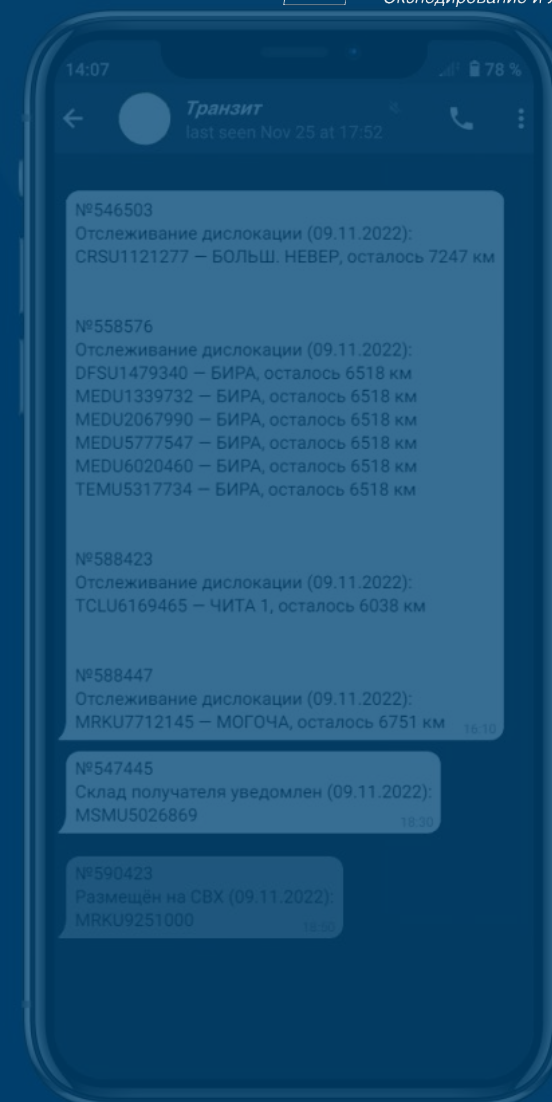 Экспедирование и
14:07
78 %
Транзит
last seen Nov 25 at 17:52
№546503
Отслеживание дислокации (09.11.2022):
CRSU1121277 — БОЛЬШ. НЕВЕР, осталось 7247 км
№558576
Отслеживание дислокации (09.11.2022):
DFSU1479340 — БИРА, осталось 6518 км
MEDU1339732 — БИРА, осталось 6518 км
MEDU2067990 — БИРА, осталось 6518 км
MEDU5777547 — БИРА, осталось 6518 км
MEDU6020460 — БИРА, осталось 6518 км
TEMU5317734 — БИРА, осталось 6518 км
№588423
Отслеживание дислокации (09.11.2022):
TCLU6169465 — ЧИТА 1, осталось 6038 км
№588447
Отслеживание дислокации (09.11.2022):
MRKU7712145 — МОГОЧА, осталось 6751 км
16:10
№547445
Склад получателя уведомлен (09.11.2022):
MSMU5026869
18:30
№590423
Размещён на СВХ (09.11.2022):
MRKU9251000
18:50